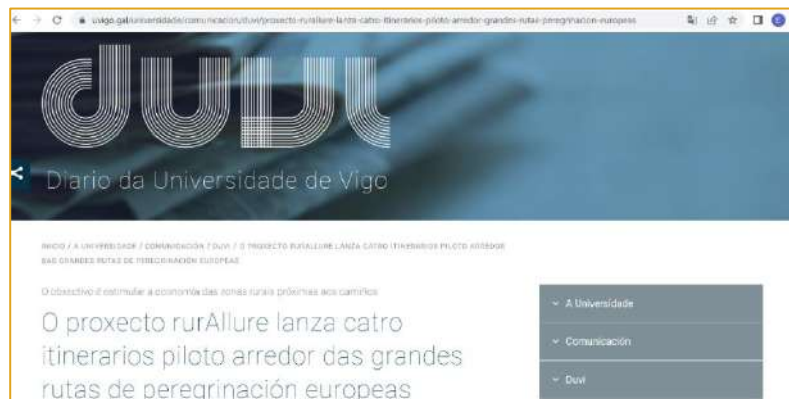 uvigo.gal/universidade/comunicacion/duvi/proxecto-rurallure-lanza-catro-itinerarios-piloto-arredor-grandes-rutas-peregrinacion-europeas
duvi
Diario da Universidade de Vigo
INICIO / A UNIVERSIDADE / COMUNICACIÓN / DUVI / O PROXECTO RURALLURE LANZA CATRO ITINERARIOS PILOTO ARREDOR
DAS GRANDES RUTAS DE PEREGRINACIÓN EUROPEAS
O obxectivo é estimular a economía das zonas rurais próximas aos camiños
O proxecto rurAllure lanza catro
itinerarios piloto arredor das grandes
rutas de peregrinación europeas
A Universidade
Comunicación
Duvi